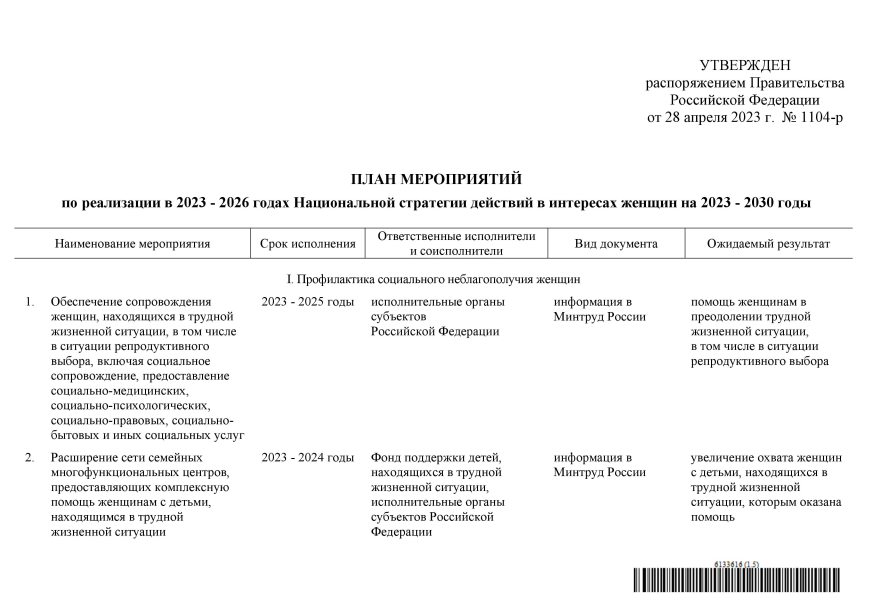 УТВЕРЖДЕН
распоряжением Правительства
Российской Федерации
от 28 апреля 2023 г. № 1104-р
ПЛАН МЕРОПРИЯТИЙ
по реализации в 2023 - 2026 годах Национальной стратегии действий в интересах женщин на 2023 - 2030 годы
Наименование мероприятия
Срок исполнения
Ответственные исполнители
и соисполнители
Вид документа
Ожидаемый результат
I. Профилактика социального неблагополучия женщин
1.
Обеспечение сопровождения
женщин, находящихся в трудной
жизненной ситуации, в том числе
в ситуации репродуктивного
выбора, включая социальное
сопровождение, предоставление
социально-медицинских,
социально-психологических,
социально-правовых, социально-
бытовых и иных социальных услуг
2023 - 2025 годы
исполнительные органы
субъектов
Российской Федерации
информация в
Минтруд России
помощь женщинам в
преодолении трудной
жизненной ситуации,
в том числе в ситуации
репродуктивного выбора
2.
Расширение сети семейных
многофункциональных центров,
предоставляющих комплексную
помощь женщинам с детьми,
находящимся в трудной
жизненной ситуации
2023 - 2024 годы
Фонд поддержки детей,
находящихся в трудной
жизненной ситуации,
исполнительные органы
субъектов Российской
Федерации
информация в
Минтруд России
увеличение охвата женщин
с детьми, находящихся в
трудной жизненной
ситуации, которым оказана
помощь
6133616 (1.5)